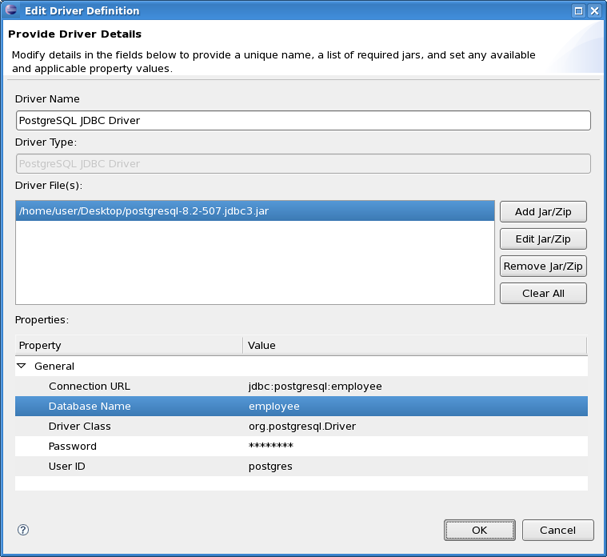 Edit Driver Definition
Provide Driver Details
Modify details in the fields below to provide a unique name, a list of required jars, and set any available
and applicable property values.
Driver Name
PostgreSQL JDBC Driver
Driver Type:
PostgreSQL JDBC Driver
Driver File(s):
/home/user/Desktop/postgresql-8.2-507.jdbc3.jar
Add Jar/Zip
Edit Jar/Zip
Remove Jar/Zip
Clear All
Properties:
Property Value
General
Connection URL jdbc:postgresql:employee
Database Name employee
Driver Class org.postgresql.Driver
Password ********
User ID postgres
? OK Cancel